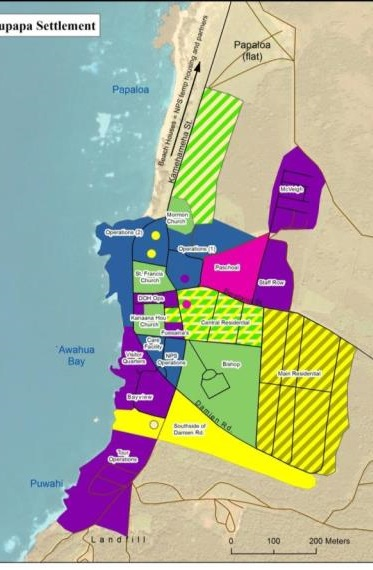 upapa Settlement
Papaloa
(flat)
Papaloa
Beach Houses = NPS temp housing and partners
Kamehameha St.
McVeigh
Mormon
Church
Operations (2)
Operations (1)
Paschoal
St. Francis
Church
Staff Row
DOH Ops
Kanaana Hou
Church
Central Residential
Care
Facility
'Awahua
Bay
Visitor
Quarters
NPS
Operations
Bishop
Main Residential
Bayview
Damien Rd.
Southside of
Damien Rd.
Tour
Operations
Puwahi
Landfill
0 100 200 Meters